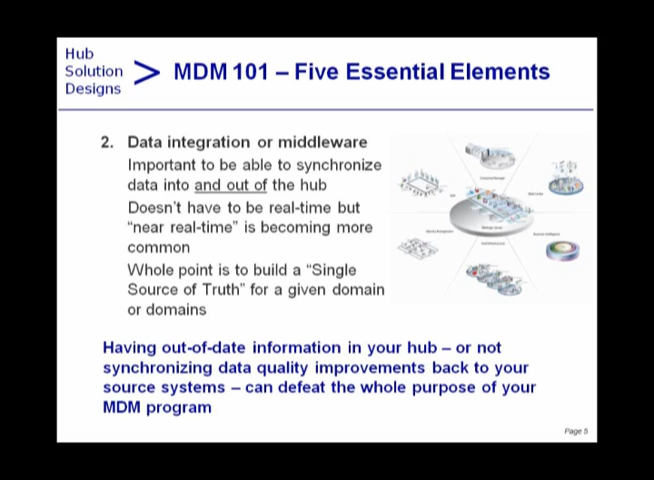 Hub
Solution
Designs
> MDM 101 – Five Essential Elements
2. Data integration or middleware
Important to be able to synchronize
data into and out of the hub
Doesn't have to be real-time but
"near real-time" is becoming more
common
Whole point is to build a "Single
Source of Truth" for a given domain
or domains
Having out-of-date information in your hub – or not
synchronizing data quality improvements back to your
source systems – can defeat the whole purpose of your
MDM program
Page 5